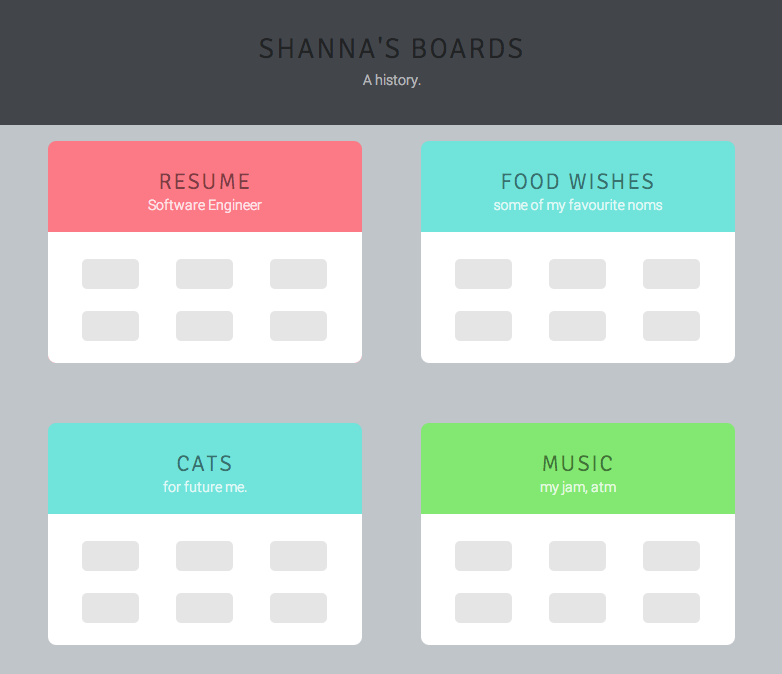 SHANNA'S BOARDS
A history.
RESUME
Software Engineer
FOOD WISHES
some of my favourite noms
CATS
for future me.
MUSIC
my jam, atm